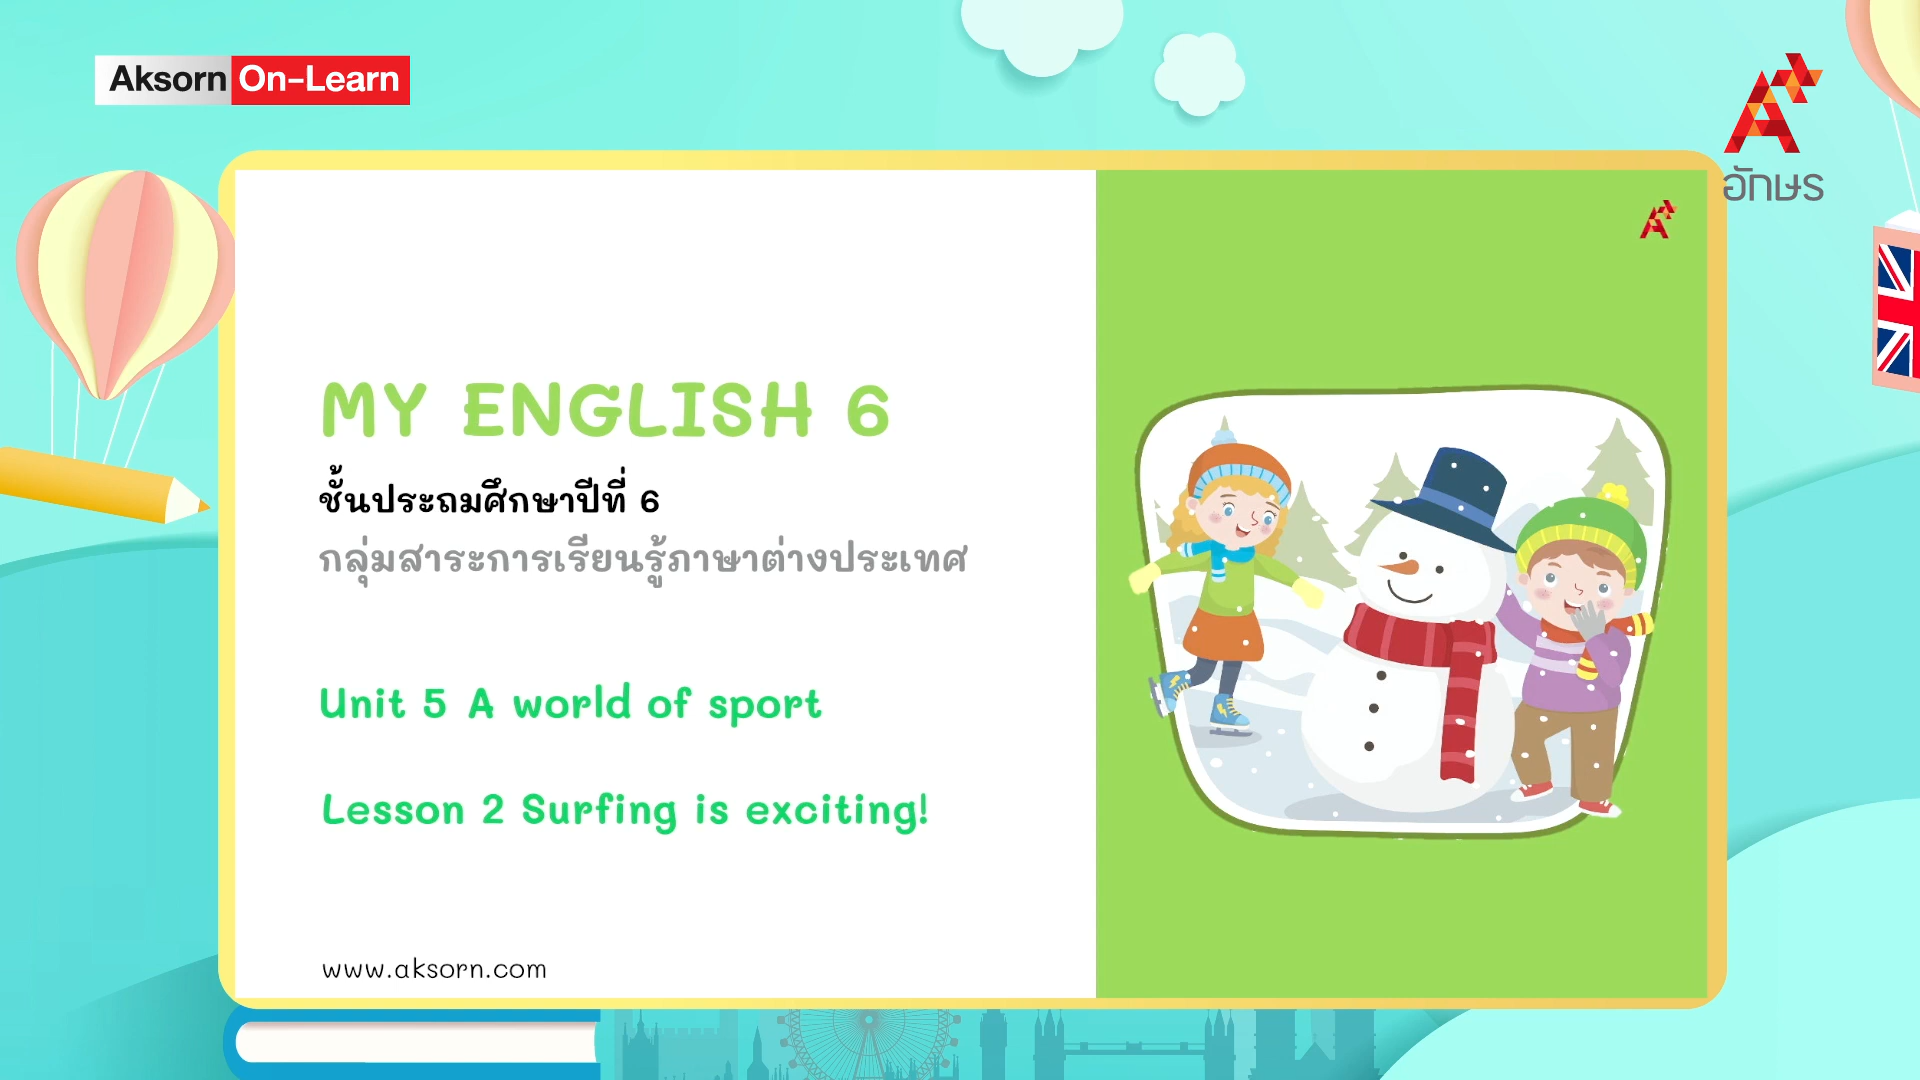 Aksorn On-Learn
อักษร
MY ENGLISH 6
ชั้นประถมศึกษาปีที่ 6
กลุ่มสาระการเรียนรู้ภาษาต่างประเทศ
Unit 5 A world of sport
Lesson 2 Surfing is exciting!
www.aksorn.com